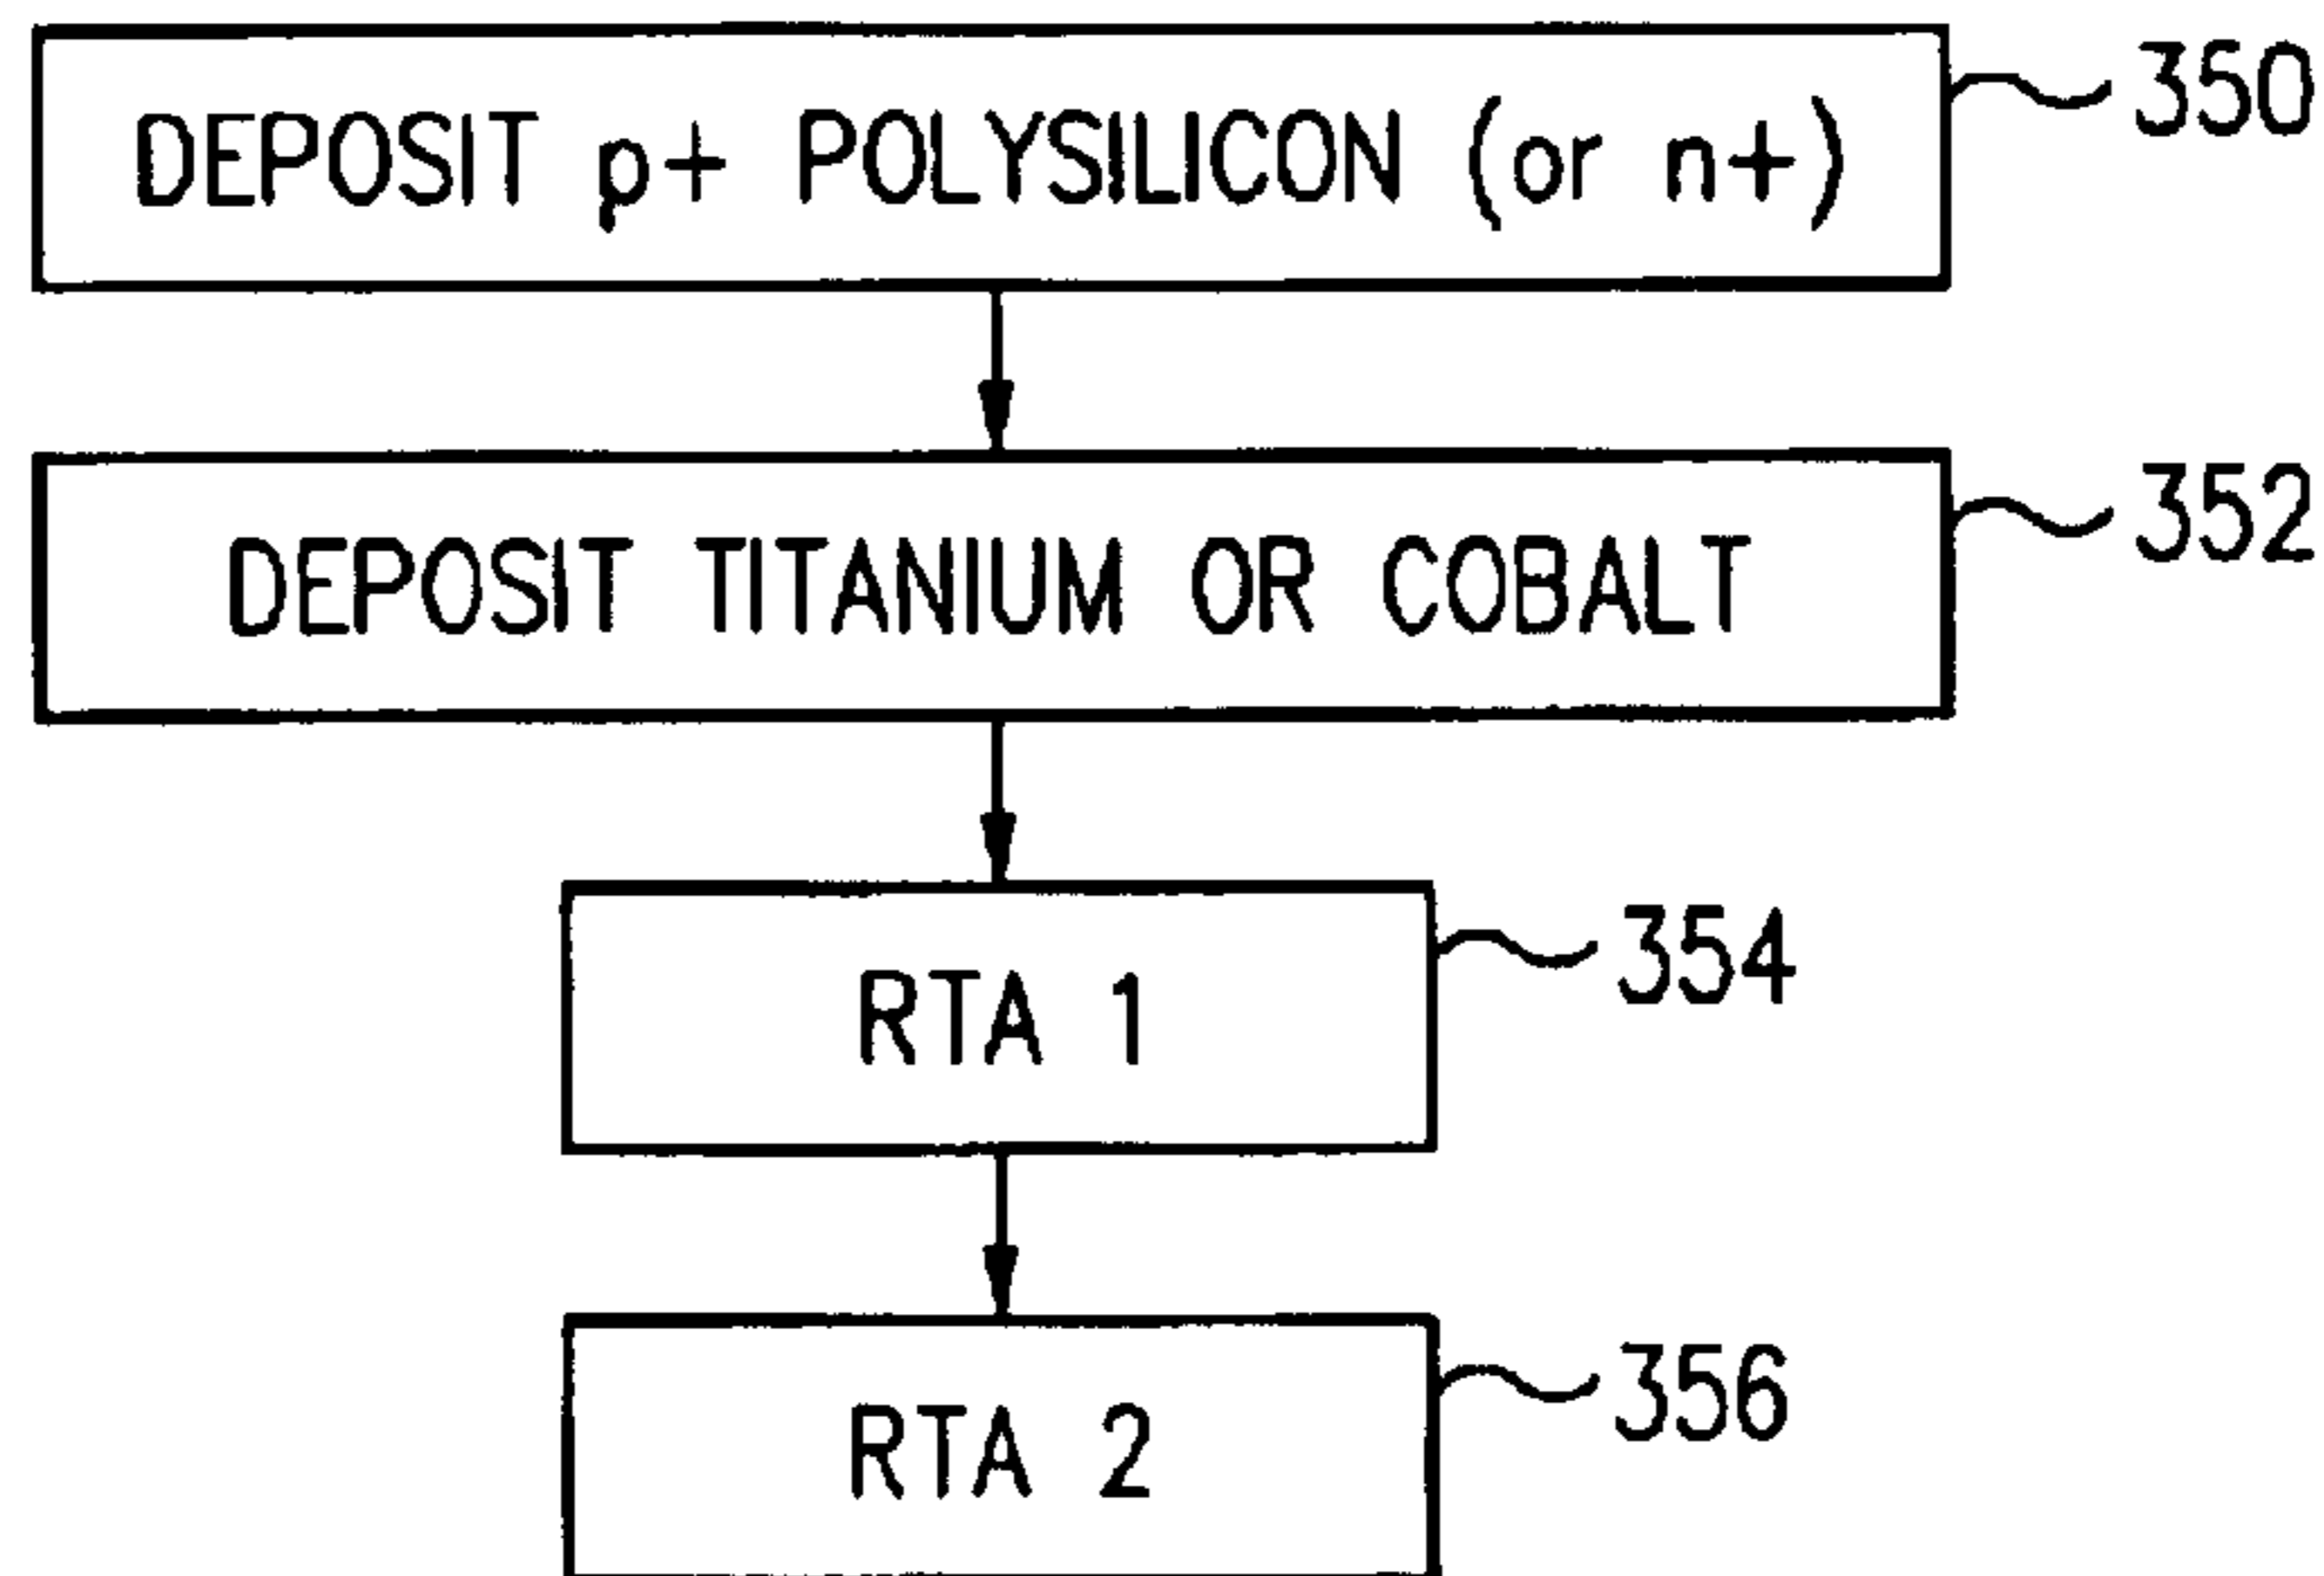 DEPOSIT p+ POLYSILICON (or n+)
350
DEPOSIT TITANIUM OR COBALT
352
RTA 1
354
RTA 2
356